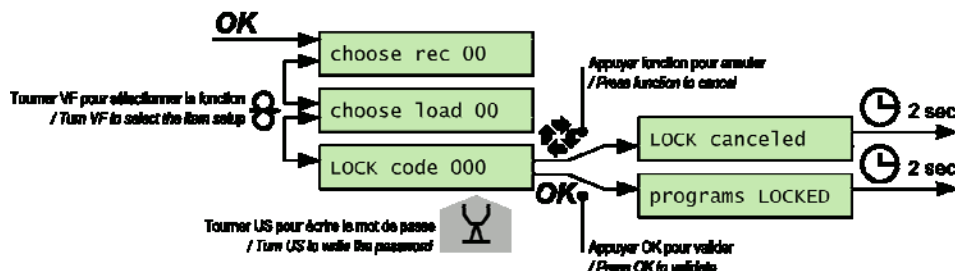 OK
choose rec 00
Appuyer fonction pour annuler
/ Press function to cancel
Tourner VF pour sélectionner la fonction
/ Turn VF to select the item setup
choose load 00
2 sec
LOCK canceled
LOCK code 000
2 sec
OK
programs LOCKED
Tourner US pour écrire le mot de passe
/ Turn US to write the password
Appuyer OK pour valider
/ Press OK to validate